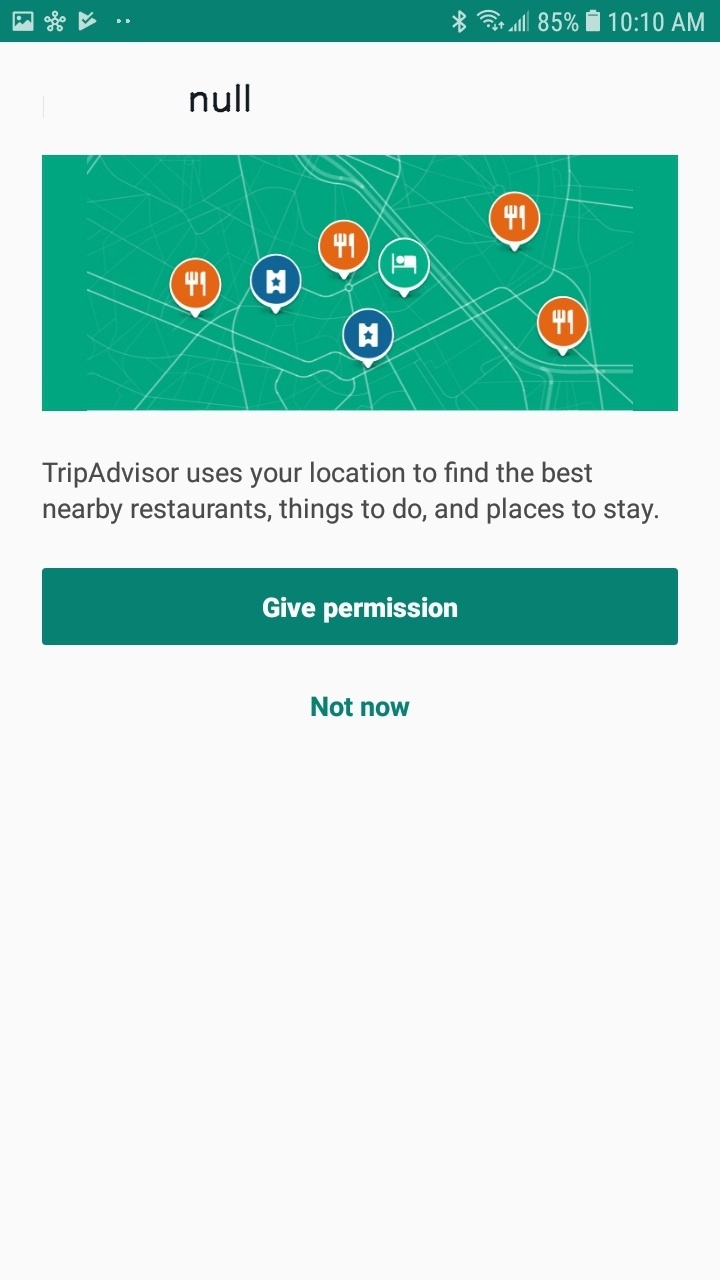 85% 10:10 AM
null
TripAdvisor uses your location to find the best
nearby restaurants, things to do, and places to stay.
Give permission
Not now